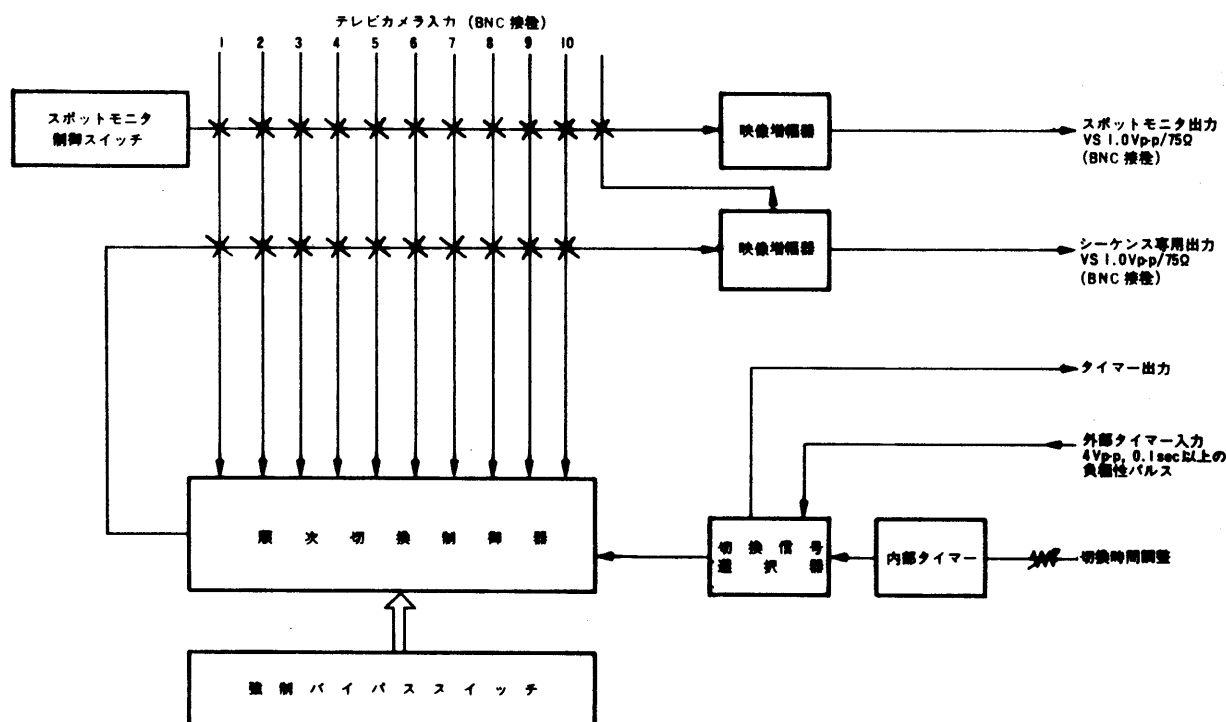 テレビカメラ入力 (BNC 接栓)
1 2 3 4 5 6 7 8 9 10
スポットモニタ
制御スイッチ
映像増幅器
スポットモニタ出力
VS 1.0Vp-p/75Ω
(BNC 接栓)
映像増幅器
シーケンス専用出力
VS 1.0Vp-p/75Ω
(BNC 接栓)
タイマー出力
外部タイマー入力
4Vp-p, 0.1sec以上の
負極性パルス
順次切換制御器
切換信号
選択器
内部タイマー
切換時間調整
強制バイパススイッチ